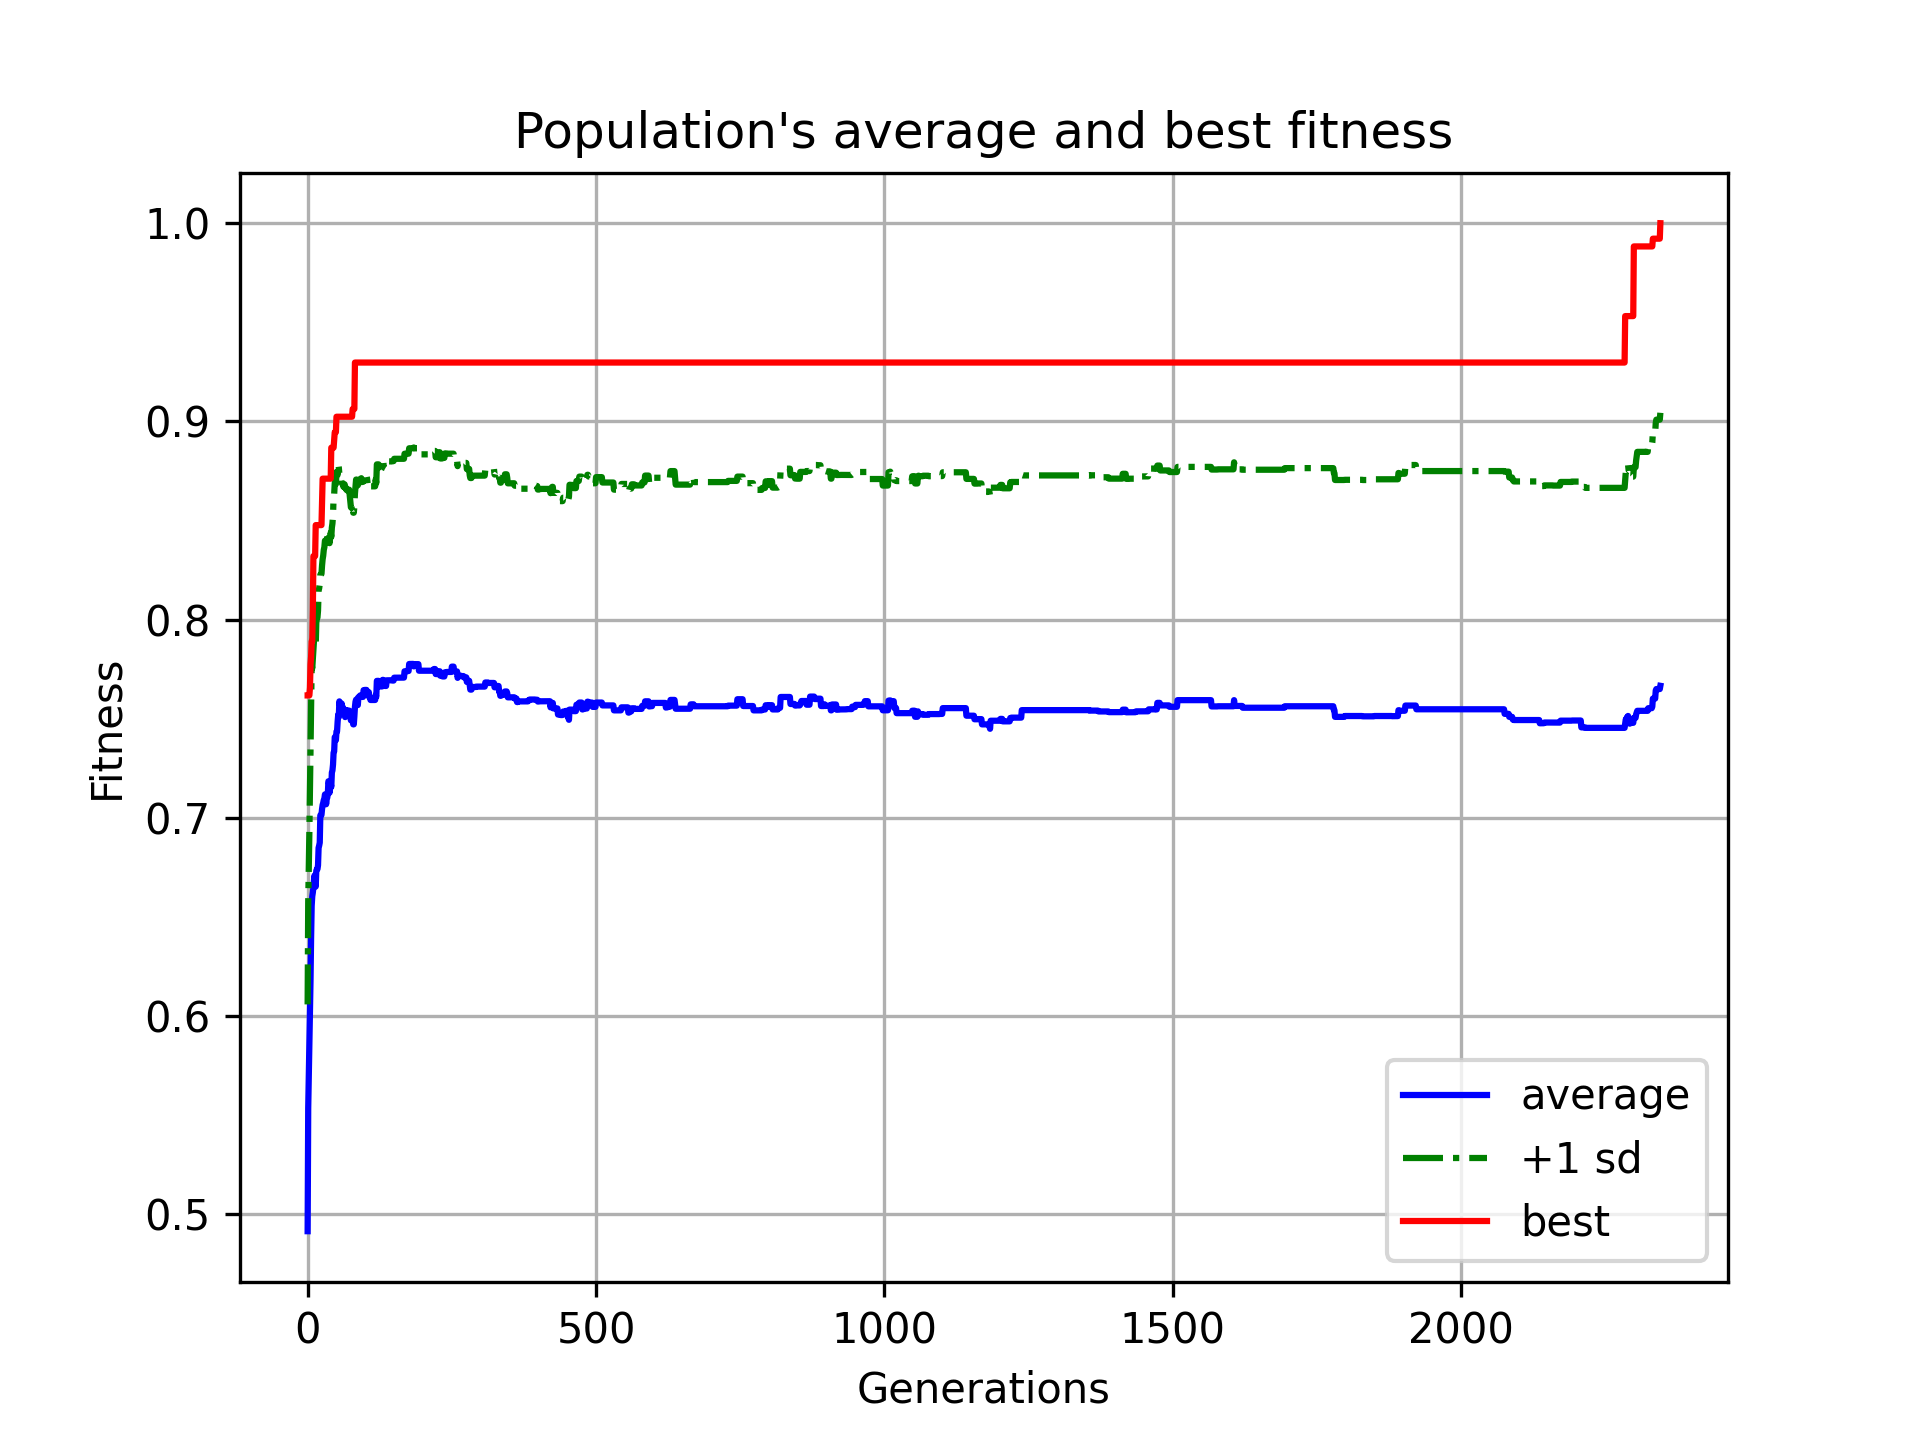 Population's average and best fitness
1.0
0.9
0.8
0.7
0.6
0.5
Fitness
average
+1 sd
best
0 500 1000 1500 2000
Generations